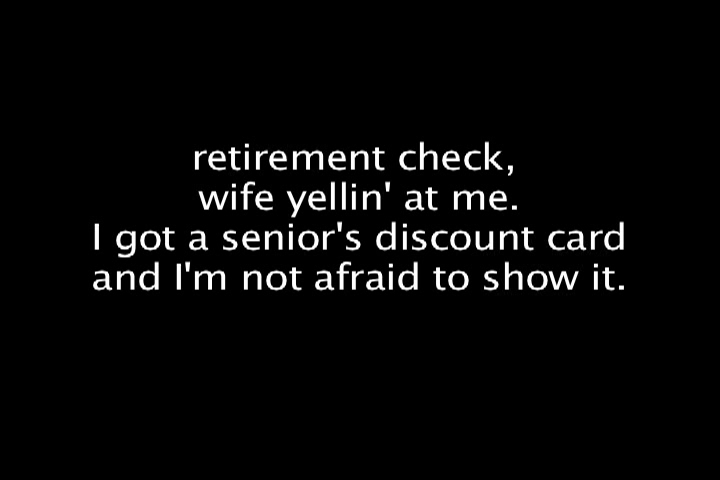 retirement check,
wife yellin' at me.
I got a senior's discount card
and I'm not afraid to show it.